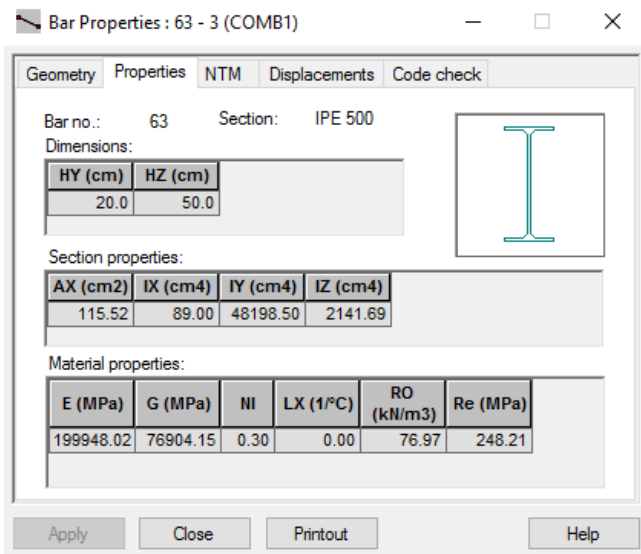 Bar Properties : 63 - 3 (COMB1)
Geometry Properties NTM Displacements Code check
Bar no.: 63 Section: IPE 500
Dimensions:
HY (cm) HZ (cm)
20.0 50.0
Section properties:
AX (cm2) IX (cm4) IY (cm4) IZ (cm4)
115.52 89.00 48198.50 2141.69
Material properties:
E (MPa) G (MPa) NI LX (1/°C) RO (kN/m3) Re (MPa)
199948.02 76904.15 0.30 0.00 76.97 248.21
Apply Close Printout Help